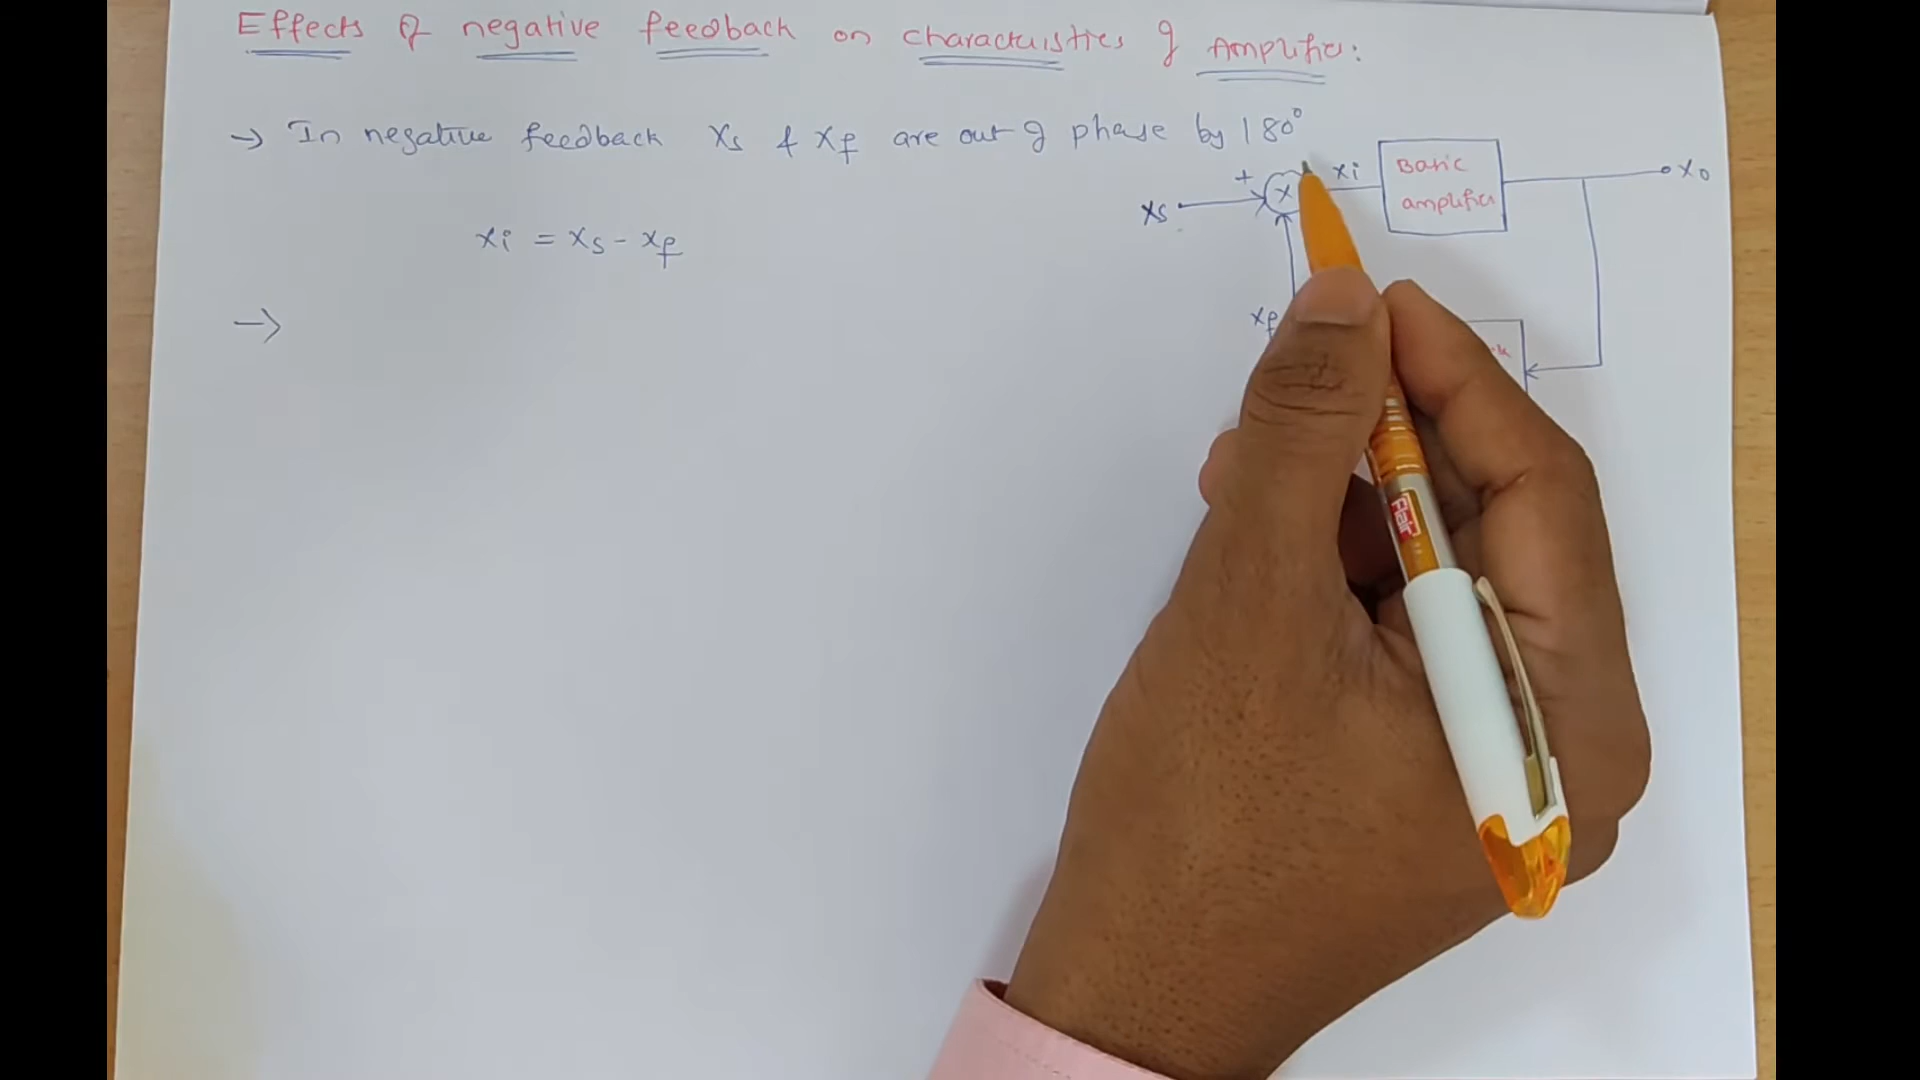 Effects of negative feedback on characteristics of Amplifier:
→ In negative feedback Xs & Xf are out of phase by 180°
+
Xi
Basic
amplifier
Xo
Xs
Xi = Xs - Xf
Xf
→
Flair